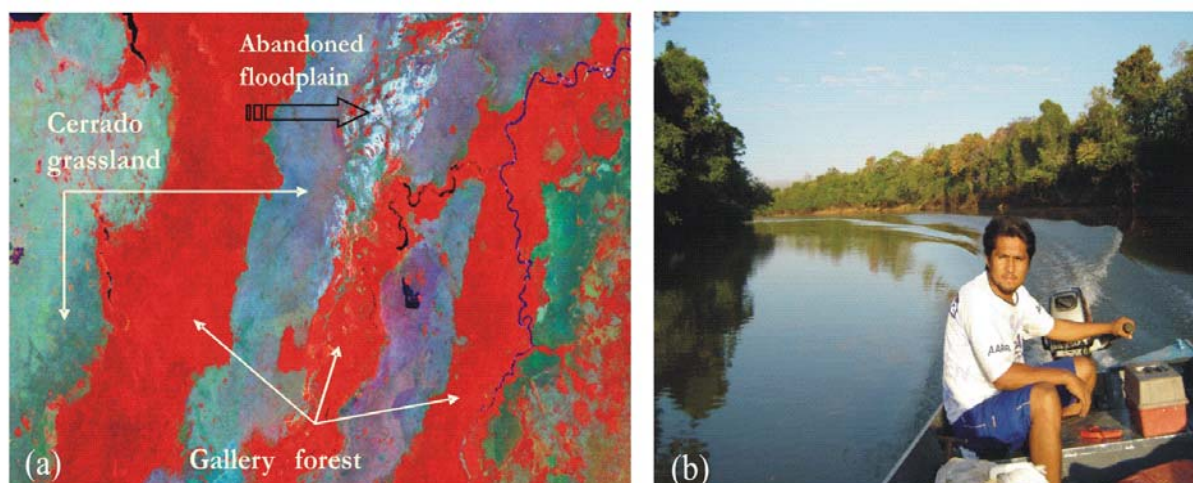 Abandoned
floodplain
Cerrado
grassland
Gallery forest
(a)
(b)